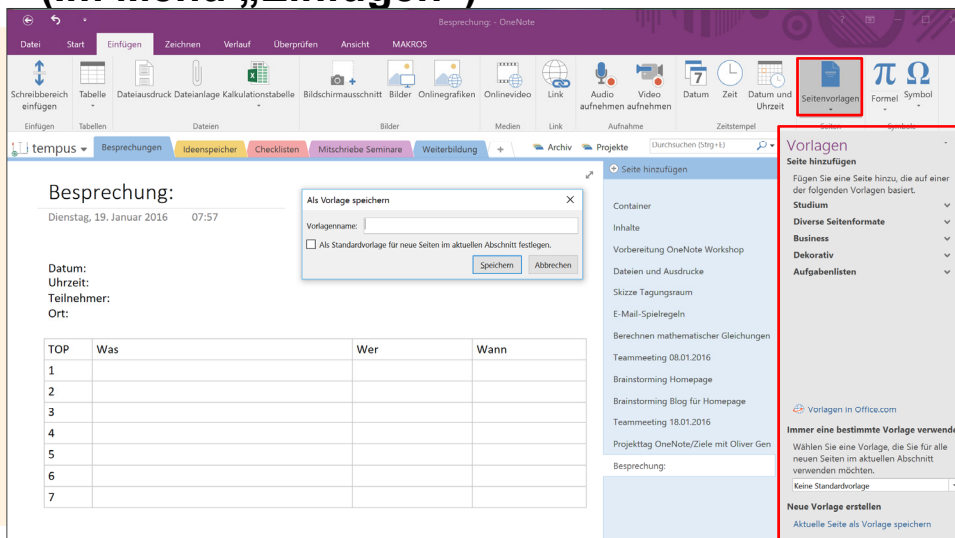 (im Menü „Einfügen")
Besprechung: - OneNote
Datei Start Einfügen Zeichnen Verlauf Überprüfen Ansicht MAKROS
Schreibbereich einfügen
Tabelle
Dateiausdruck
Dateianlage
Kalkulationstabelle
Bildschirmausschnitt
Bilder
Onlinegrafiken
Onlinevideo
Link
Audio aufnehmen
Video aufnehmen
Datum
Zeit
Datum und Uhrzeit
Seitenvorlagen
Formel
Symbol
Einfügen Tabellen Dateien Bilder Medien Link Aufnahme Zeitstempel Seiten Symbole
tempus Besprechungen Ideenspeicher Checklisten Mitschriebe Seminare Weiterbildung + Archiv Projekte
Durchsuchen (Strg+E)
Besprechung:
Dienstag, 19. Januar 2016 07:57
Datum:
Uhrzeit:
Teilnehmer:
Ort:
TOP Was Wer Wann
1
2
3
4
5
6
7
Als Vorlage speichern
Vorlagenname:
Als Standardvorlage für neue Seiten im aktuellen Abschnitt festlegen.
Speichern Abbrechen
Seite hinzufügen
Container
Inhalte
Vorbereitung OneNote Workshop
Dateien und Ausdrucke
Skizze Tagungsraum
E-Mail-Spielregeln
Berechnen mathematischer Gleichungen
Teammeeting 08.01.2016
Brainstorming Homepage
Brainstorming Blog für Homepage
Teammeeting 18.01.2016
Projekttag OneNote/Ziele mit Oliver Gen
Besprechung:
Vorlagen
Seite hinzufügen
Fügen Sie eine Seite hinzu, die auf einer
der folgenden Vorlagen basiert.
Studium
Diverse Seitenformate
Business
Dekorativ
Aufgabenlisten
Vorlagen in Office.com
Immer eine bestimmte Vorlage verwende
Wählen Sie eine Vorlage, die Sie für alle
neuen Seiten im aktuellen Abschnitt
verwenden möchten.
Keine Standardvorlage
Neue Vorlage erstellen
Aktuelle Seite als Vorlage speichern